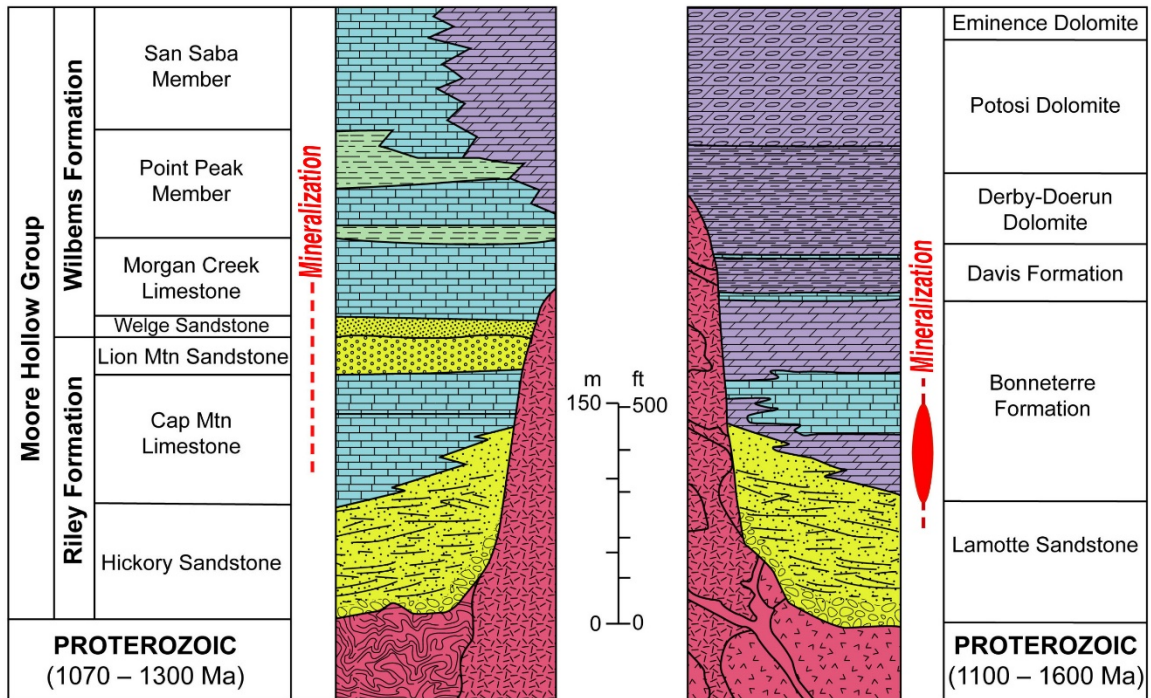 Moore Hollow Group
Wilbems Formation
Riley Formation
San Saba
Member
Point Peak
Member
Morgan Creek
Limestone
Welge Sandstone
Lion Mtn Sandstone
Cap Mtn
Limestone
Hickory Sandstone
PROTEROZOIC
(1070 – 1300 Ma)
Mineralization
m ft
150 500
0 0
Mineralization
Eminence Dolomite
Potosi Dolomite
Derby-Doerun
Dolomite
Davis Formation
Bonneterre
Formation
Lamotte Sandstone
PROTEROZOIC
(1100 – 1600 Ma)